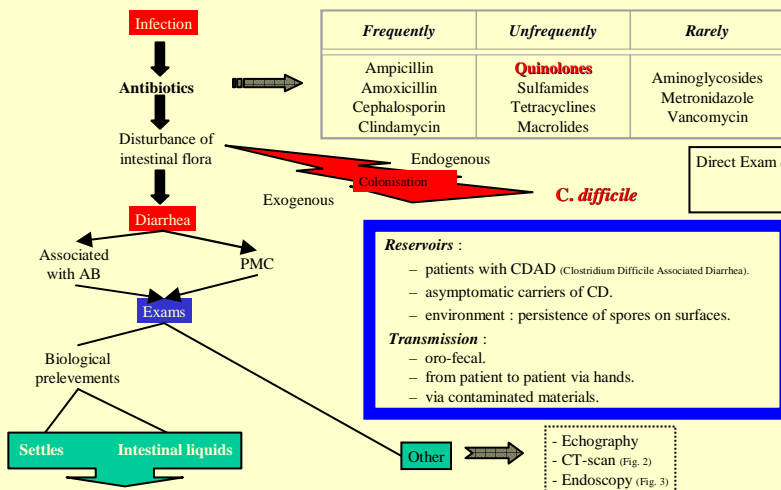 Infection
Antibiotics
Disturbance of
intestinal flora
Diarrhea
Associated
with AB
PMC
Exams
Biological
prelevements
Settles
Intestinal liquids
Other
- Echography
- CT-scan (Fig. 2)
- Endoscopy (Fig. 3)
Frequently
Unfrequently
Rarely
Ampicillin
Amoxicillin
Cephalosporin
Clindamycin
Quinolones
Sulfamides
Tetracyclines
Macrolides
Aminoglycosides
Metronidazole
Vancomycin
Endogenous
Colonisation
Exogenous
C. difficile
Direct Exam
Reservoirs :
– patients with CDAD (Clostridium Difficile Associated Diarrhea).
– asymptomatic carriers of CD.
– environment : persistence of spores on surfaces.
Transmission :
– oro-fecal.
– from patient to patient via hands.
– via contaminated materials.